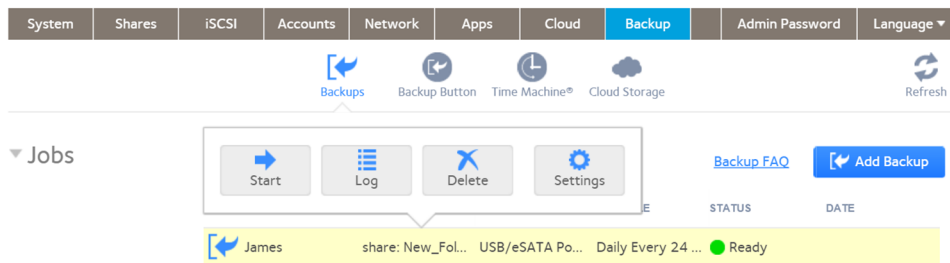 System Shares iSCSI Accounts Network Apps Cloud Backup Admin Password Language
Backups Backup Button Time Machine® Cloud Storage Refresh
Jobs
Start Log Delete Settings
Backup FAQ Add Backup
E STATUS DATE
James share: New_Fol... USB/eSATA Po... Daily Every 24 ... Ready